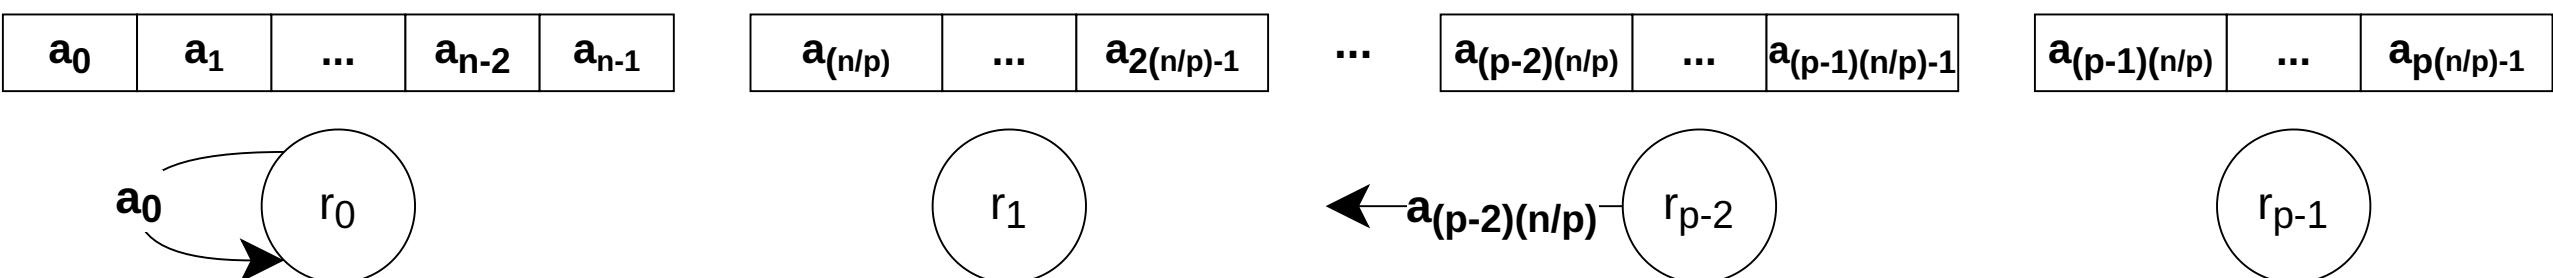 a0 a1 ... an-2 an-1 a(n/p) ... a2(n/p)-1 ... a(p-2)(n/p) ... a(p-1)(n/p)-1 a(p-1)(n/p) ... ap(n/p)-1
a0 r0 r1 a(p-2)(n/p) rp-2 rp-1